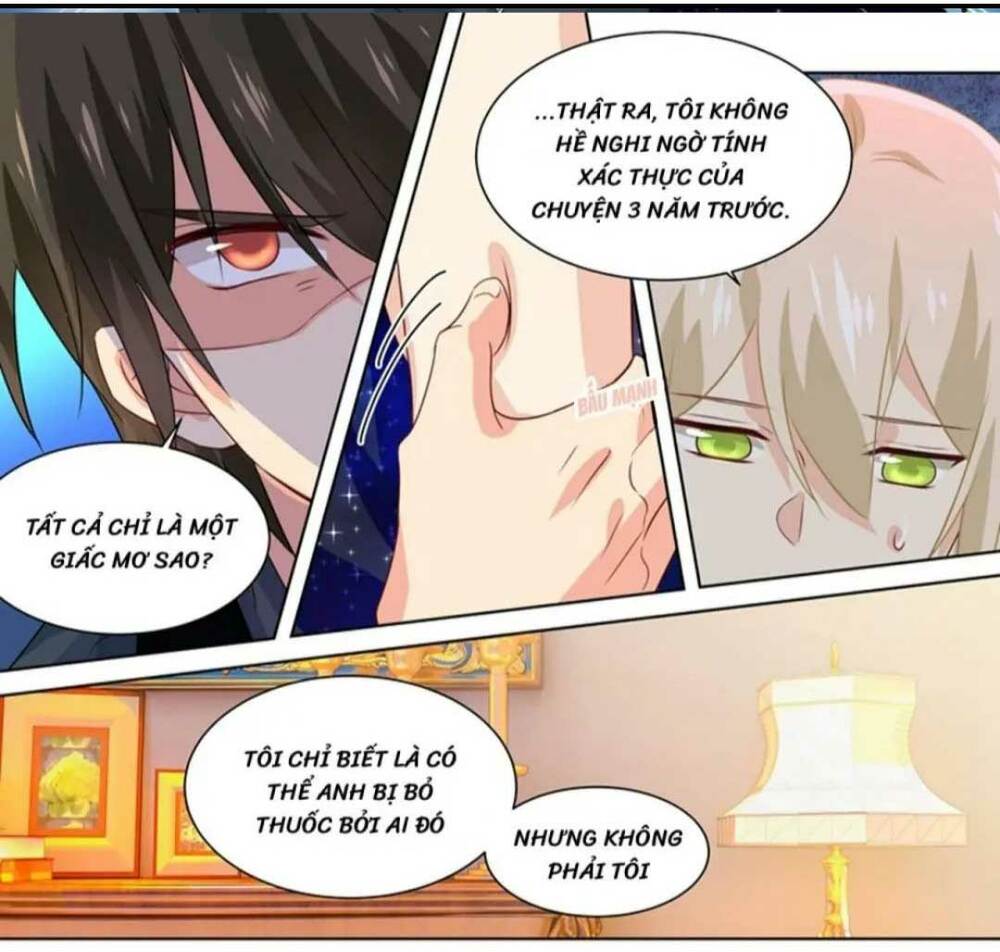 ...THẬT RA, TÔI KHÔNG
HỀ NGHI NGỜ TÍNH
XÁC THỰC CỦA
CHUYỆN 3 NĂM TRƯỚC.
BẤU MẠNH
TẤT CẢ CHỈ LÀ MỘT
GIẤC MƠ SAO?
TÔI CHỈ BIẾT LÀ CÓ
THỂ ANH BỊ BỎ
THUỐC BỞI AI ĐÓ
NHƯNG KHÔNG
PHẢI TÔI